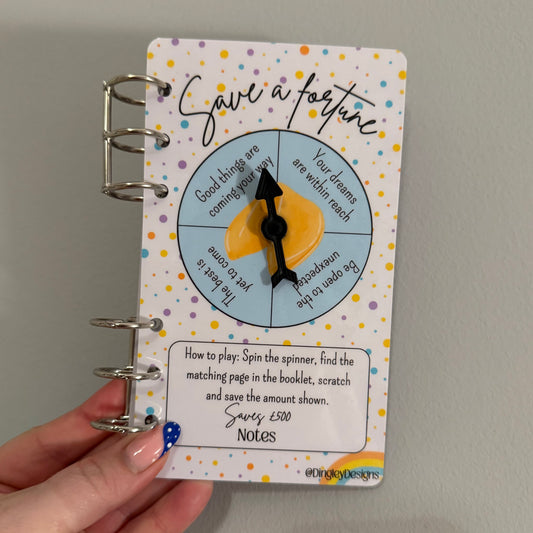 Save a fortune
Good things are
coming your way
Your dreams
are within reach
The best is
yet to come
Be open to the
unexpected
How to play: Spin the spinner, find the
matching page in the booklet, scratch
and save the amount shown.
Saves £500
Notes
@DingleyDesigns